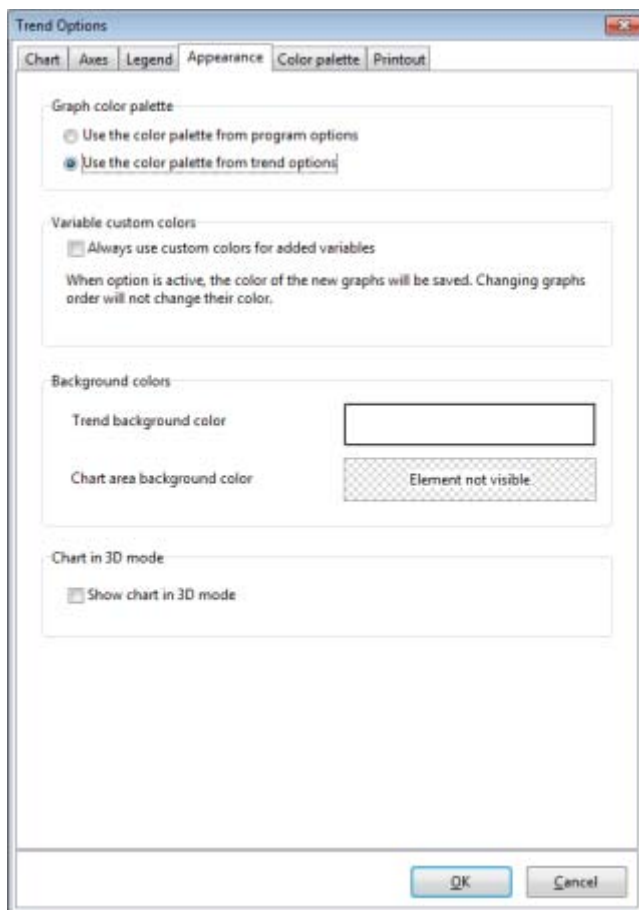 Trend Options
Chart Axes Legend Appearance Color palette Printout
Graph color palette
Use the color palette from program options
Use the color palette from trend options
Variable custom colors
Always use custom colors for added variables
When option is active, the color of the new graphs will be saved. Changing graphs
order will not change their color.
Background colors
Trend background color
Chart area background color Element not visible
Chart in 3D mode
Show chart in 3D mode
OK Cancel